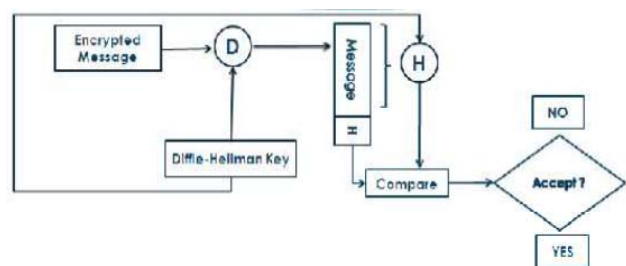 Encrypted
Message
D
Message
H
H
Diffie-Hellman Key
Compare
NO
Accept?
YES